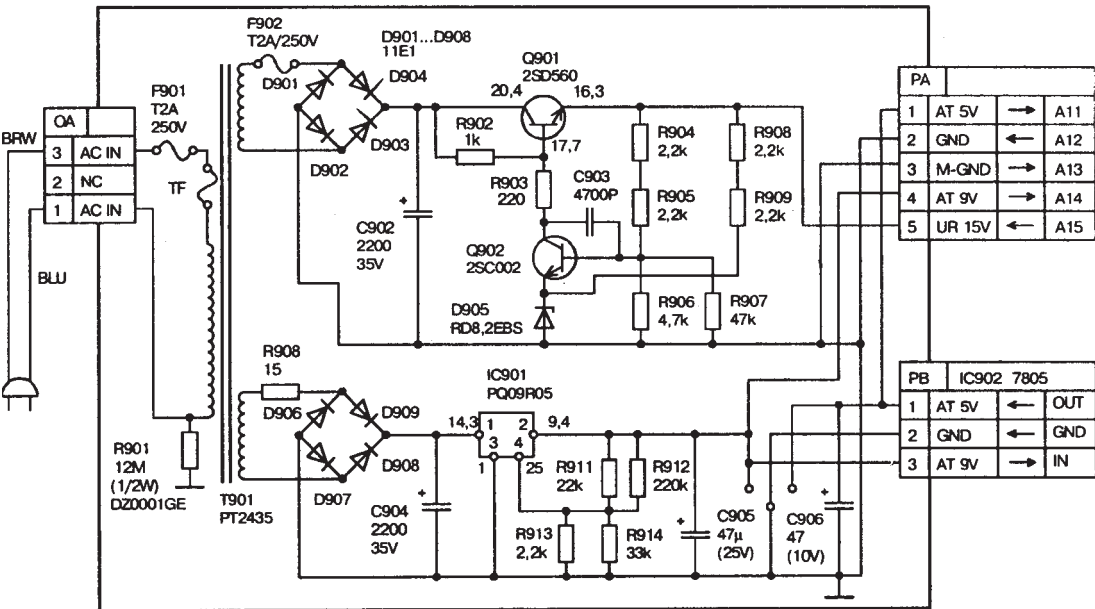 F902
T2A/250V
D901...D908
11E1
D901
D904
D903
D902
Q901
2SD560
20,4
16,3
17,7
F901
T2A
250V
OA
3 AC IN
2 NC
1 AC IN
BRW
BLU
TF
R902
1k
R903
220
C903
4700P
R904
2,2k
R908
2,2k
R905
2,2k
R909
2,2k
C902
2200
35V
+
Q902
2SC002
D905
RD8,2EBS
R906
4,7k
R907
47k
PA
1 AT 5V → A11
2 GND ← A12
3 M-GND → A13
4 AT 9V → A14
5 UR 15V ← A15
R908
15
D906
D909
D908
D907
IC901
PQ09R05
14,3
1 2
3 4
9,4
1
25
R911
22k
R912
220k
R913
2,2k
R914
33k
C904
2200
35V
+
C905
47µ
(25V)
+
C906
47
(10V)
+
PB IC902 7805
1 AT 5V ← OUT
2 GND ← GND
3 AT 9V → IN
R901
12M
(1/2W)
DZ0001GE
T901
PT2435